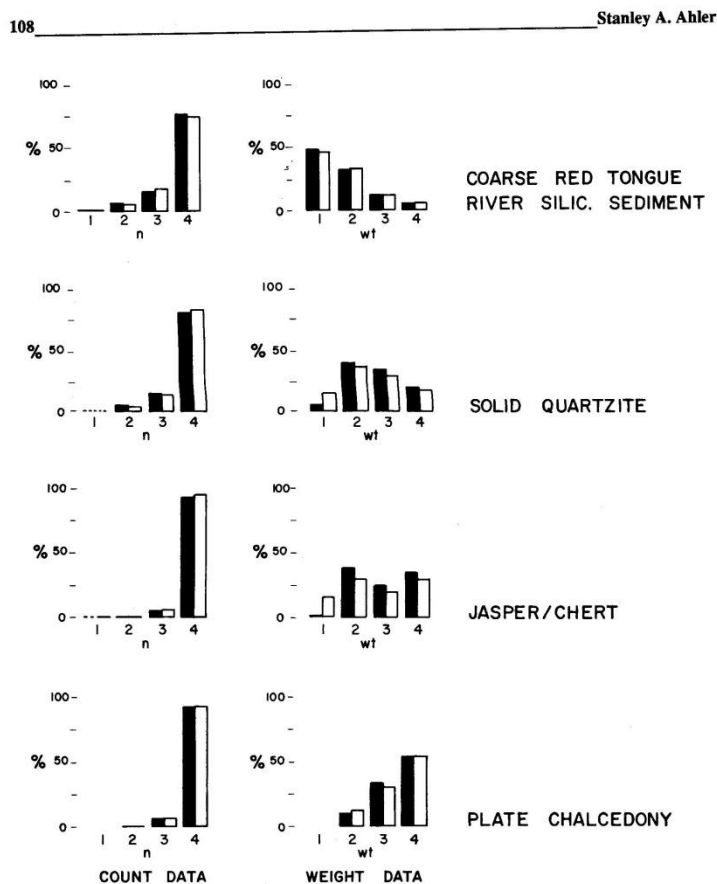 108 Stanley A. Ahler
100
% 50
0
1 2 3 4
n
100
% 50
0
1 2 3 4
wt
COARSE RED TONGUE
RIVER SILIC. SEDIMENT
100
% 50
0
1 2 3 4
n
100
% 50
0
1 2 3 4
wt
SOLID QUARTZITE
100
% 50
0
1 2 3 4
n
100
% 50
0
1 2 3 4
wt
JASPER/CHERT
100
% 50
0
1 2 3 4
n
100
% 50
0
1 2 3 4
wt
PLATE CHALCEDONY
COUNT DATA WEIGHT DATA